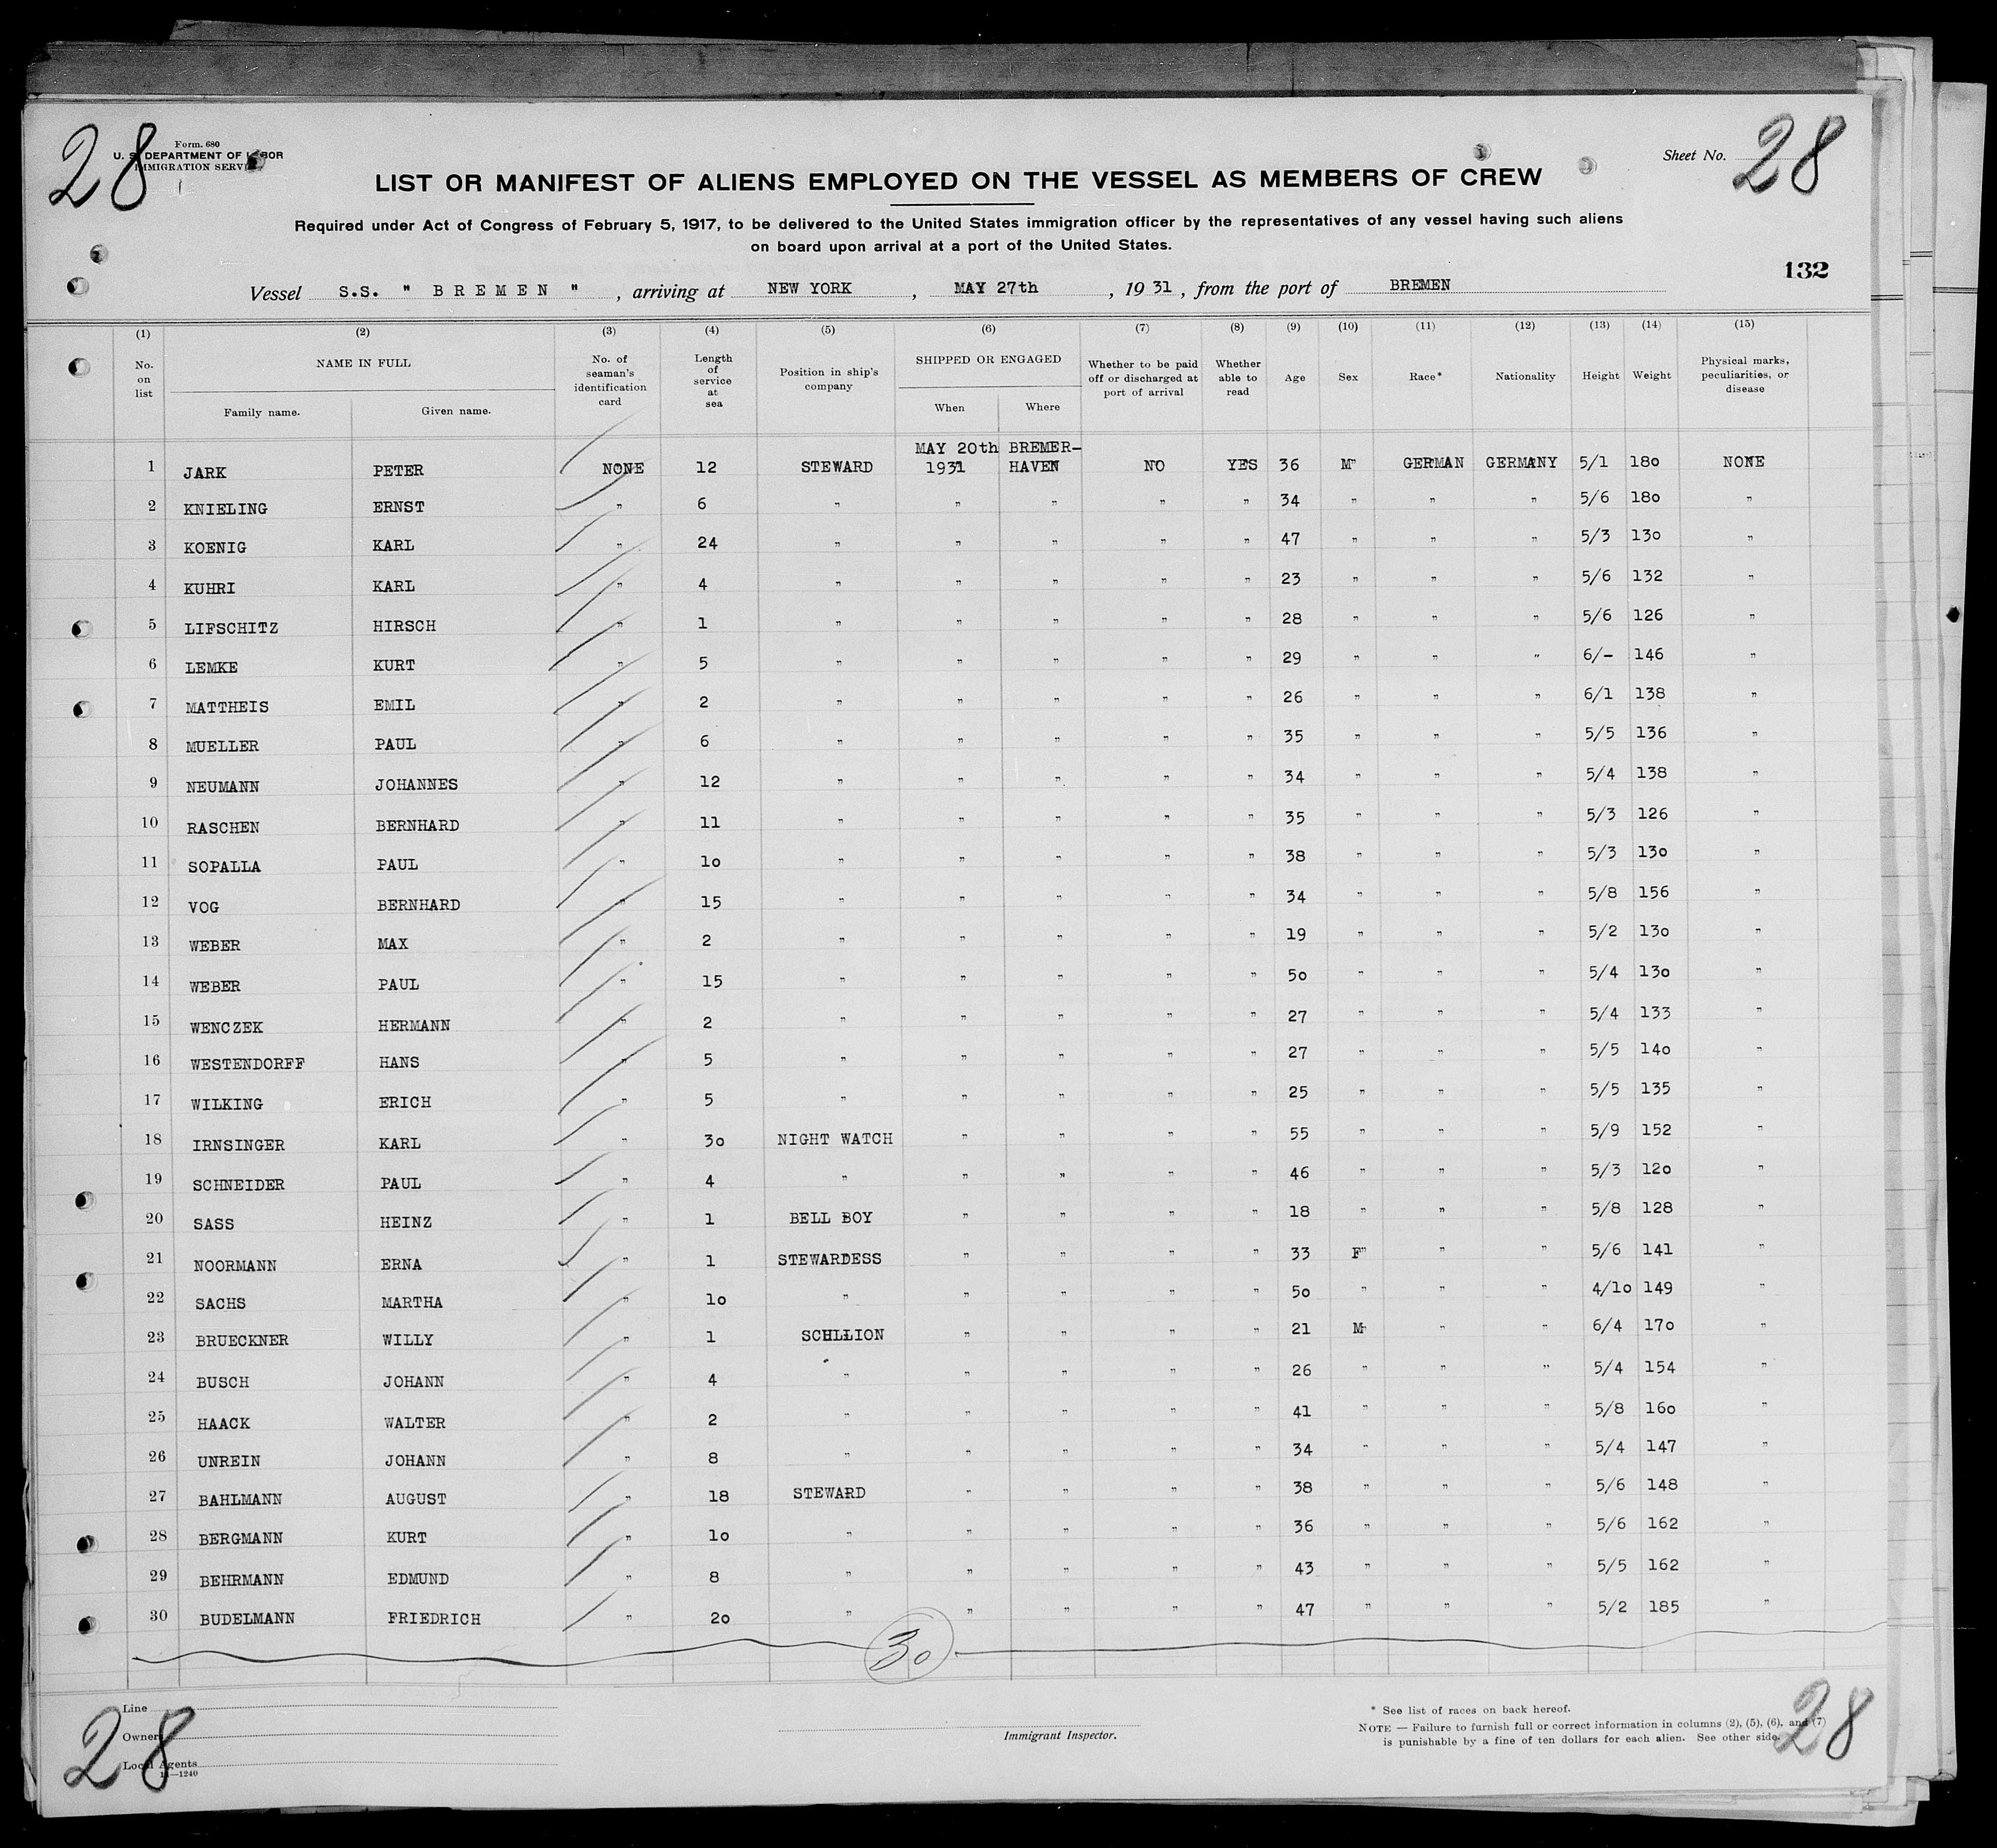 28
Form. 680
U. S. DEPARTMENT OF LABOR
IMMIGRATION SERVICE
Sheet No. 28
LIST OR MANIFEST OF ALIENS EMPLOYED ON THE VESSEL AS MEMBERS OF CREW
Required under Act of Congress of February 5, 1917, to be delivered to the United States immigration officer by the representatives of any vessel having such aliens
on board upon arrival at a port of the United States.
132
Vessel S.S. " B R E M E N " , arriving at NEW YORK , MAY 27th , 19 31 , from the port of BREMEN
(1) (2) (3) (4) (5) (6) (7) (8) (9) (10) (11) (12) (13) (14) (15)
No. on list NAME IN FULL Family name. Given name. No. of seaman's identification card Length of service at sea Position in ship's company SHIPPED OR ENGAGED When Where Whether to be paid off or discharged at port of arrival Whether able to read Age Sex Race* Nationality Height Weight Physical marks, peculiarities, or disease
1 JARK PETER NONE 12 STEWARD MAY 20th 1931 BREMER-HAVEN NO YES 36 M" GERMAN GERMANY 5/1 180 NONE
2 KNIELING ERNST " 6 " " " " " 34 " " " 5/6 180 "
3 KOENIG KARL " 24 " " " " " 47 " " " 5/3 130 "
4 KUHRI KARL " 4 " " " " " 23 " " " 5/6 132 "
5 LIFSCHITZ HIRSCH " 1 " " " " " 28 " " " 5/6 126 "
6 LEMKE KURT " 5 " " " " " 29 " " " 6/- 146 "
7 MATTHEIS EMIL " 2 " " " " " 26 " " " 6/1 138 "
8 MUELLER PAUL " 6 " " " " " 35 " " " 5/5 136 "
9 NEUMANN JOHANNES " 12 " " " " " 34 " " " 5/4 138 "
10 RASCHEN BERNHARD " 11 " " " " " 35 " " " 5/3 126 "
11 SOPALLA PAUL " 10 " " " " " 38 " " " 5/3 130 "
12 VOG BERNHARD " 15 " " " " " 34 " " " 5/8 156 "
13 WEBER MAX " 2 " " " " " 19 " " " 5/2 130 "
14 WEBER PAUL " 15 " " " " " 50 " " " 5/4 130 "
15 WENCZEK HERMANN " 2 " " " " " 27 " " " 5/4 133 "
16 WESTENDORFF HANS " 5 " " " " " 27 " " " 5/5 140 "
17 WILKING ERICH " 5 " " " " " 25 " " " 5/5 135 "
18 IRNSINGER KARL " 30 NIGHT WATCH " " " " 55 " " " 5/9 152 "
19 SCHNEIDER PAUL " 4 " " " " " 46 " " " 5/3 120 "
20 SASS HEINZ " 1 BELL BOY " " " " 18 " " " 5/8 128 "
21 NOORMANN ERNA " 1 STEWARDESS " " " " 33 F" " " 5/6 141 "
22 SACHS MARTHA " 10 " " " " " 50 " " " 4/10 149 "
23 BRUECKNER WILLY " 1 SCHLLION " " " " 21 M" " " 6/4 170 "
24 BUSCH JOHANN " 4 " " " " " 26 " " " 5/4 154 "
25 HAACK WALTER " 2 " " " " " 41 " " " 5/8 160 "
26 UNREIN JOHANN " 8 " " " " " 34 " " " 5/4 147 "
27 BAHLMANN AUGUST " 18 STEWARD " " " " 38 " " " 5/6 148 "
28 BERGMANN KURT " 10 " " " " " 36 " " " 5/6 162 "
29 BEHRMANN EDMUND " 8 " " " " " 43 " " " 5/5 162 "
30 BUDELMANN FRIEDRICH " 20 " " " " " 47 " " " 5/2 185 "
30
Line
Owner
Local Agents
28
Immigrant Inspector.
* See list of races on back hereof.
NOTE — Failure to furnish full or correct information in columns (2), (5), (6), and (7)
is punishable by a fine of ten dollars for each alien. See other side.
28